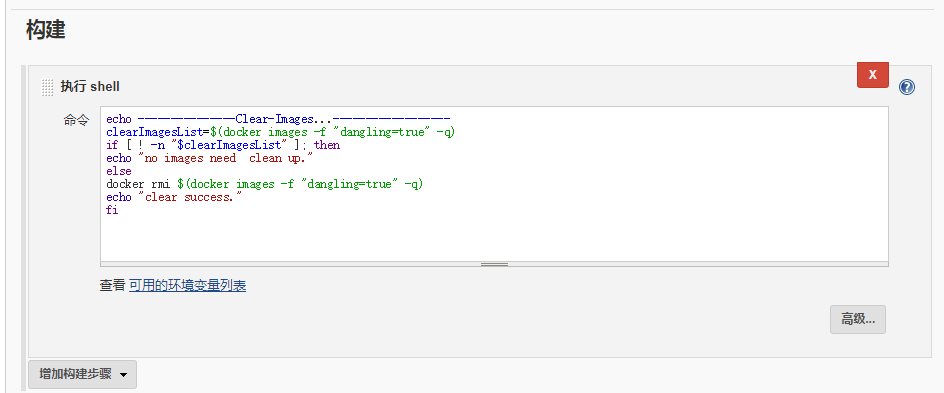 构建
执行 shell
X
?
命令
echo ----------------Clear-Images...------------------
clearImagesList=$(docker images -f "dangling=true" -q)
if [ ! -n "$clearImagesList" ]; then
echo "no images need  clean up."
else
docker rmi $(docker images -f "dangling=true" -q)
echo "clear success."
fi
查看 可用的环境变量列表
高级...
增加构建步骤